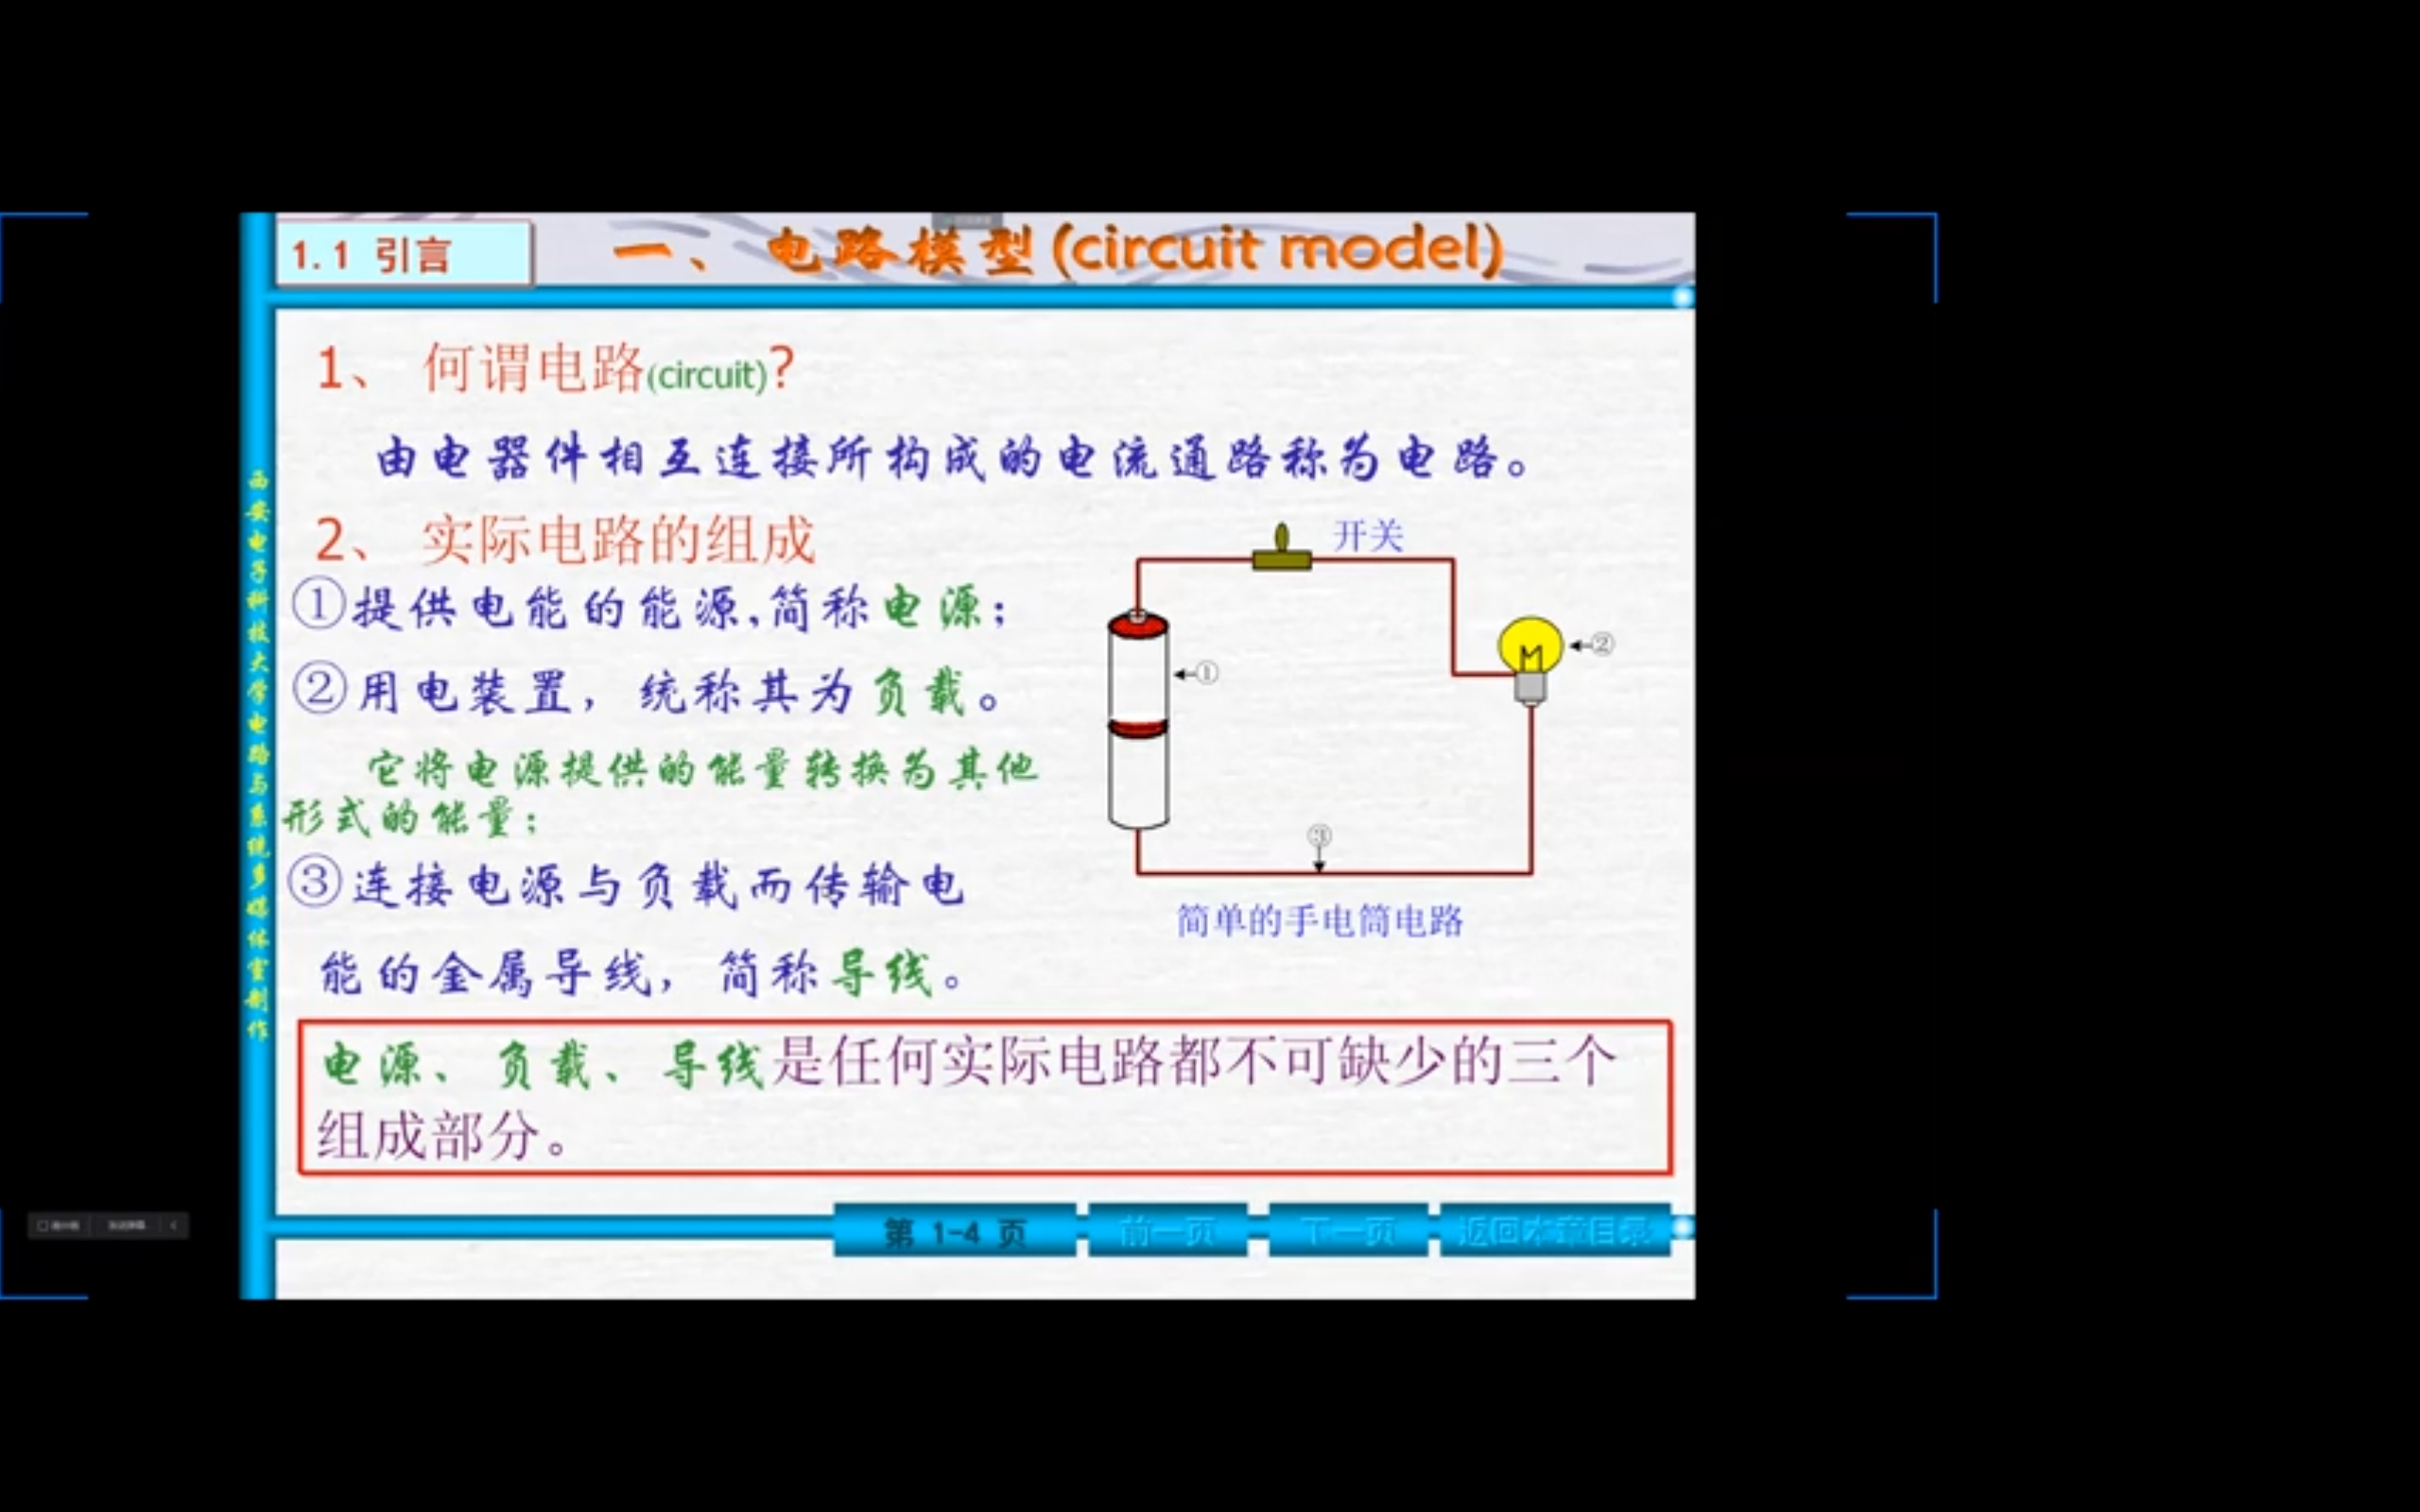 1.1 引言
一、电路模型(circuit model)
1、 何谓电路(circuit)?
由电器件相互连接所构成的电流通路称为电路。
2、 实际电路的组成
①提供电能的能源,简称电源;
②用电装置，统称其为负载。
它将电源提供的能量转换为其他
形式的能量;
③连接电源与负载而传输电
能的金属导线，简称导线。
开关
①
②
③
简单的手电筒电路
电源、负载、导线是任何实际电路都不可缺少的三个
组成部分。
西安电子科技大学电路与系统多媒体室制作
第 1-4 页
前一页
下一页
返回本章目录